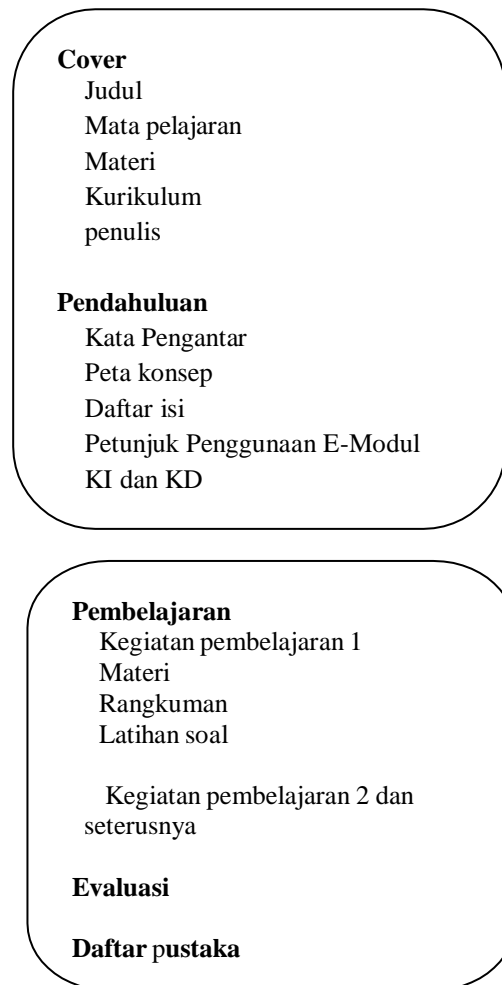 Cover
Judul
Mata pelajaran
Materi
Kurikulum
penulis
Pendahuluan
Kata Pengantar
Peta konsep
Daftar isi
Petunjuk Penggunaan E-Modul
KI dan KD
Pembelajaran
Kegiatan pembelajaran 1
Materi
Rangkuman
Latihan soal
Kegiatan pembelajaran 2 dan
seterusnya
Evaluasi
Daftar pustaka